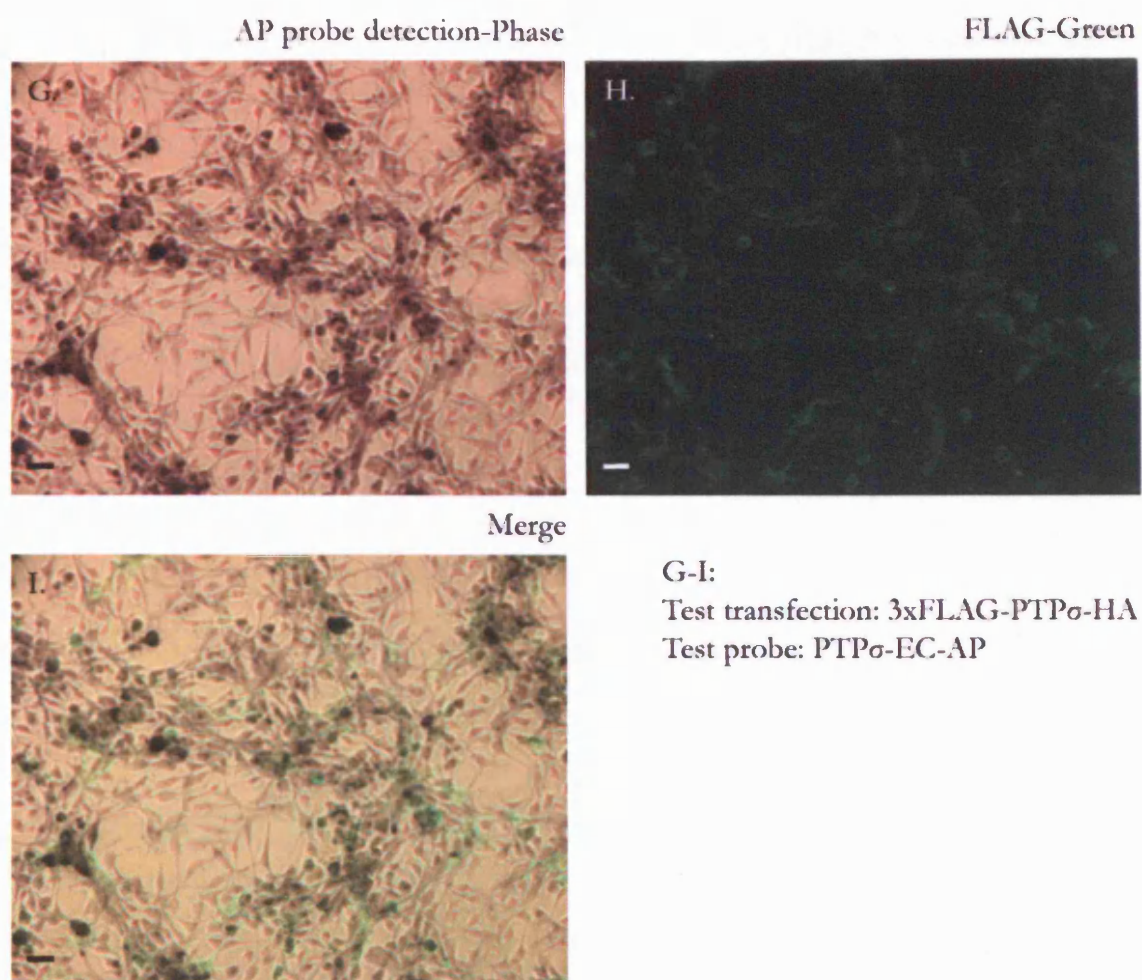 AP probe detection-Phase
FLAG-Green
G.
H.
Merge
I.
G-I:
Test transfection: 3xFLAG-PTPσ-HA
Test probe: PTPσ-EC-AP